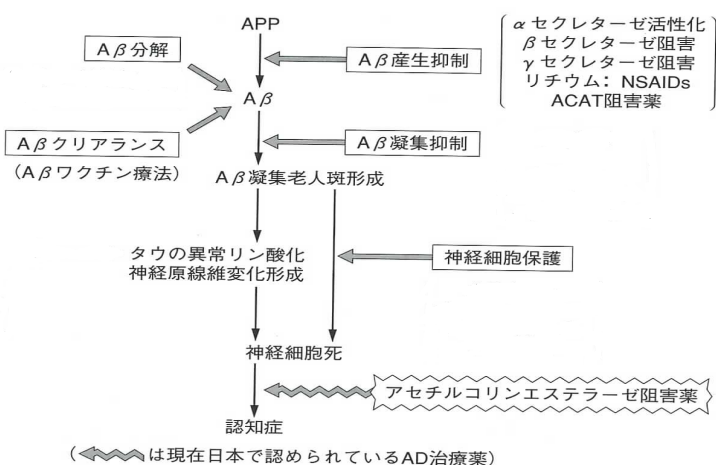 APP
Aβ分解
Aβ産生抑制
αセクレターゼ活性化
βセクレターゼ阻害
γセクレターゼ阻害
リチウム：NSAIDs
ACAT阻害薬
Aβ
Aβクリアランス
（Aβワクチン療法）
Aβ凝集抑制
Aβ凝集老人斑形成
タウの異常リン酸化
神経原線維変化形成
神経細胞保護
神経細胞死
アセチルコリンエステラーゼ阻害薬
認知症
（は現在日本で認められているAD治療薬）